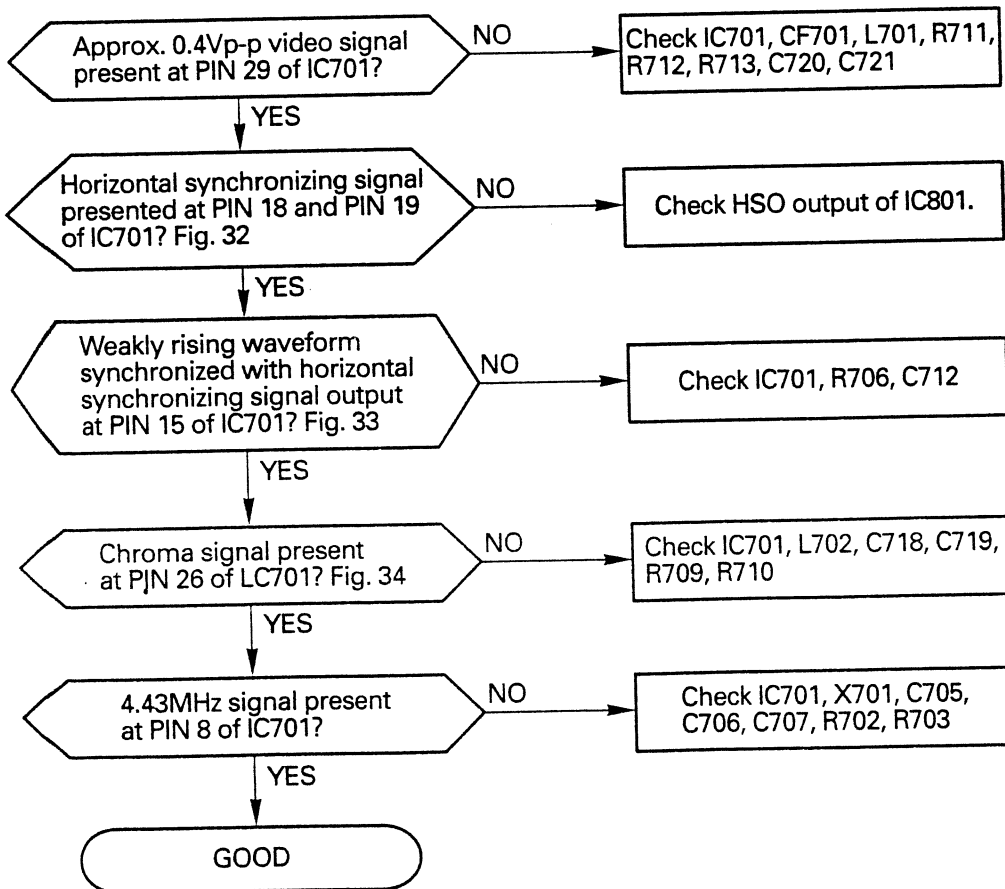 Approx. 0.4Vp-p video signal
present at PIN 29 of IC701?
NO
Check IC701, CF701, L701, R711,
R712, R713, C720, C721
YES
Horizontal synchronizing signal
presented at PIN 18 and PIN 19
of IC701? Fig. 32
NO
Check HSO output of IC801.
YES
Weakly rising waveform
synchronized with horizontal
synchronizing signal output
at PIN 15 of IC701? Fig. 33
NO
Check IC701, R706, C712
YES
Chroma signal present
at PIN 26 of LC701? Fig. 34
NO
Check IC701, L702, C718, C719,
R709, R710
YES
4.43MHz signal present
at PIN 8 of IC701?
NO
Check IC701, X701, C705,
C706, C707, R702, R703
YES
GOOD